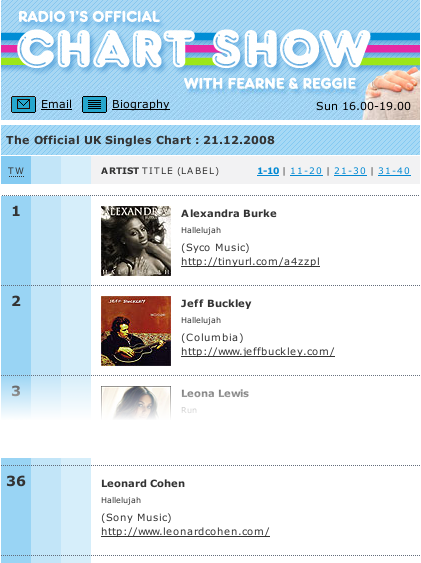 RADIO 1'S OFFICIAL
CHART SHOW
WITH FEARNE & REGGIE
Email Biography Sun 16.00-19.00
The Official UK Singles Chart : 21.12.2008
TW ARTIST TITLE (LABEL) 1-10 | 11-20 | 21-30 | 31-40
1
ALEXANDRA
Alexandra Burke
Hallelujah
(Syco Music)
http://tinyurl.com/a4zzpl
2
JEFF BUCKLEY
Jeff Buckley
Hallelujah
(Columbia)
http://www.jeffbuckley.com/
3
Leona Lewis
Run
36
Leonard Cohen
Hallelujah
(Sony Music)
http://www.leonardcohen.com/